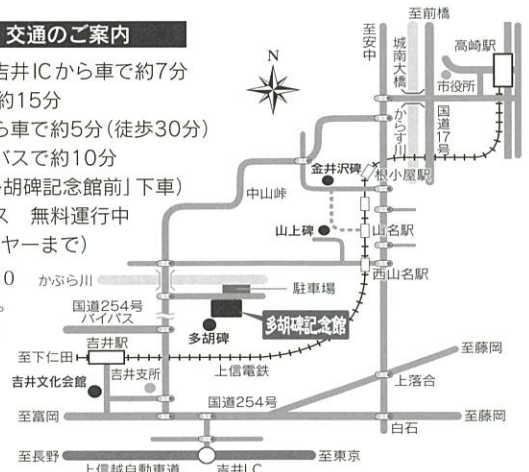 交通のご案内
吉井ICから車で約7分
約15分
ら車で約5分(徒歩30分)
バスで約10分
多胡碑記念館前」下車)
ス 無料運行中
ヤーまで)
0
。
N
至前橋
至安中
城南大橋
高崎駅
市役所
からす川
国道17号
金井沢碑
根小屋駅
中山峠
山上碑
山名駅
西山名駅
かぶら川
駐車場
国道254号
バイパス
多胡碑記念館
多胡碑
吉井駅
至下仁田
上信電鉄
至藤岡
吉井支所
吉井文化会館
上落合
国道254号
至富岡
至藤岡
白石
至長野
至東京
上信越自動車道
吉井I.C